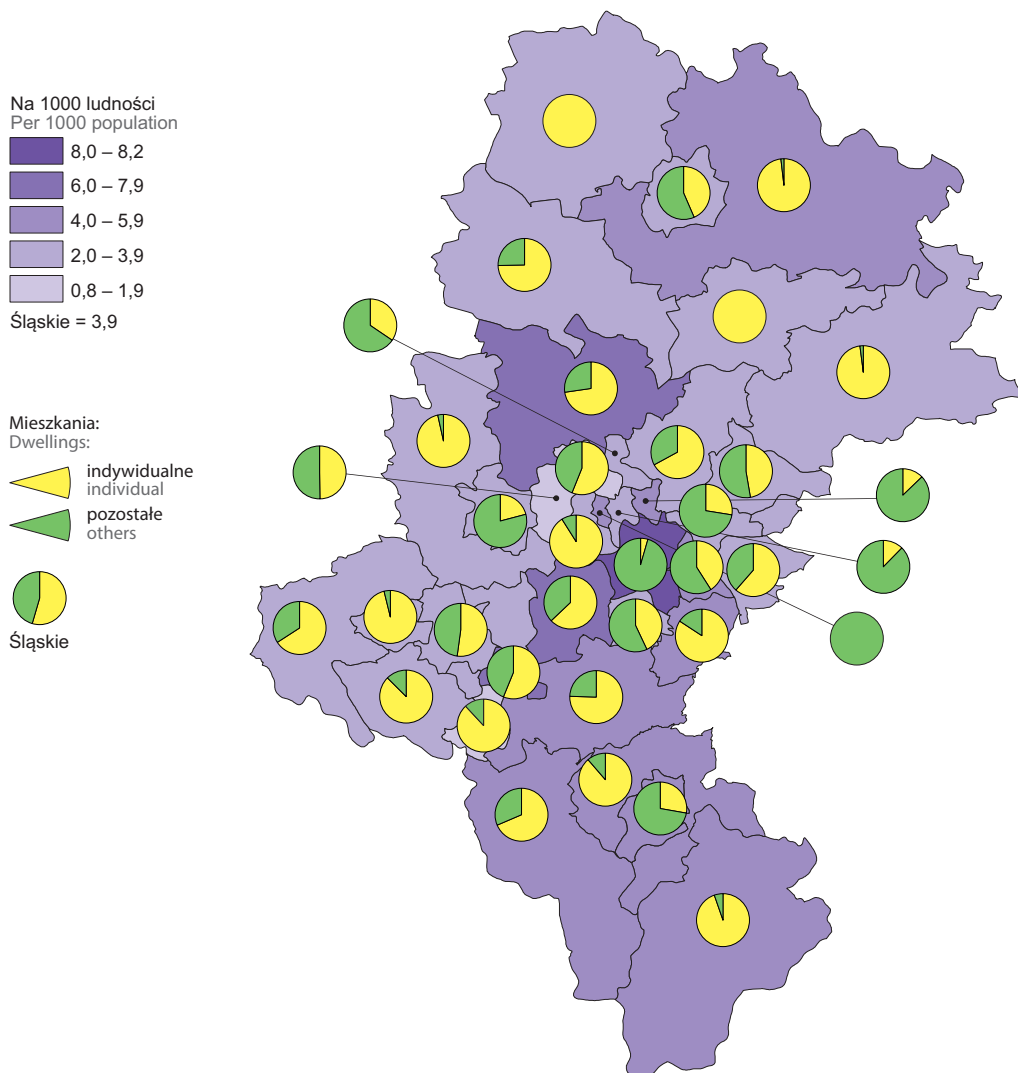 Na 1000 ludności
Per 1000 population
8,0 – 8,2
6,0 – 7,9
4,0 – 5,9
2,0 – 3,9
0,8 – 1,9
Śląskie = 3,9
Mieszkania:
Dwellings:
indywidualne
individual
pozostałe
others
Śląskie